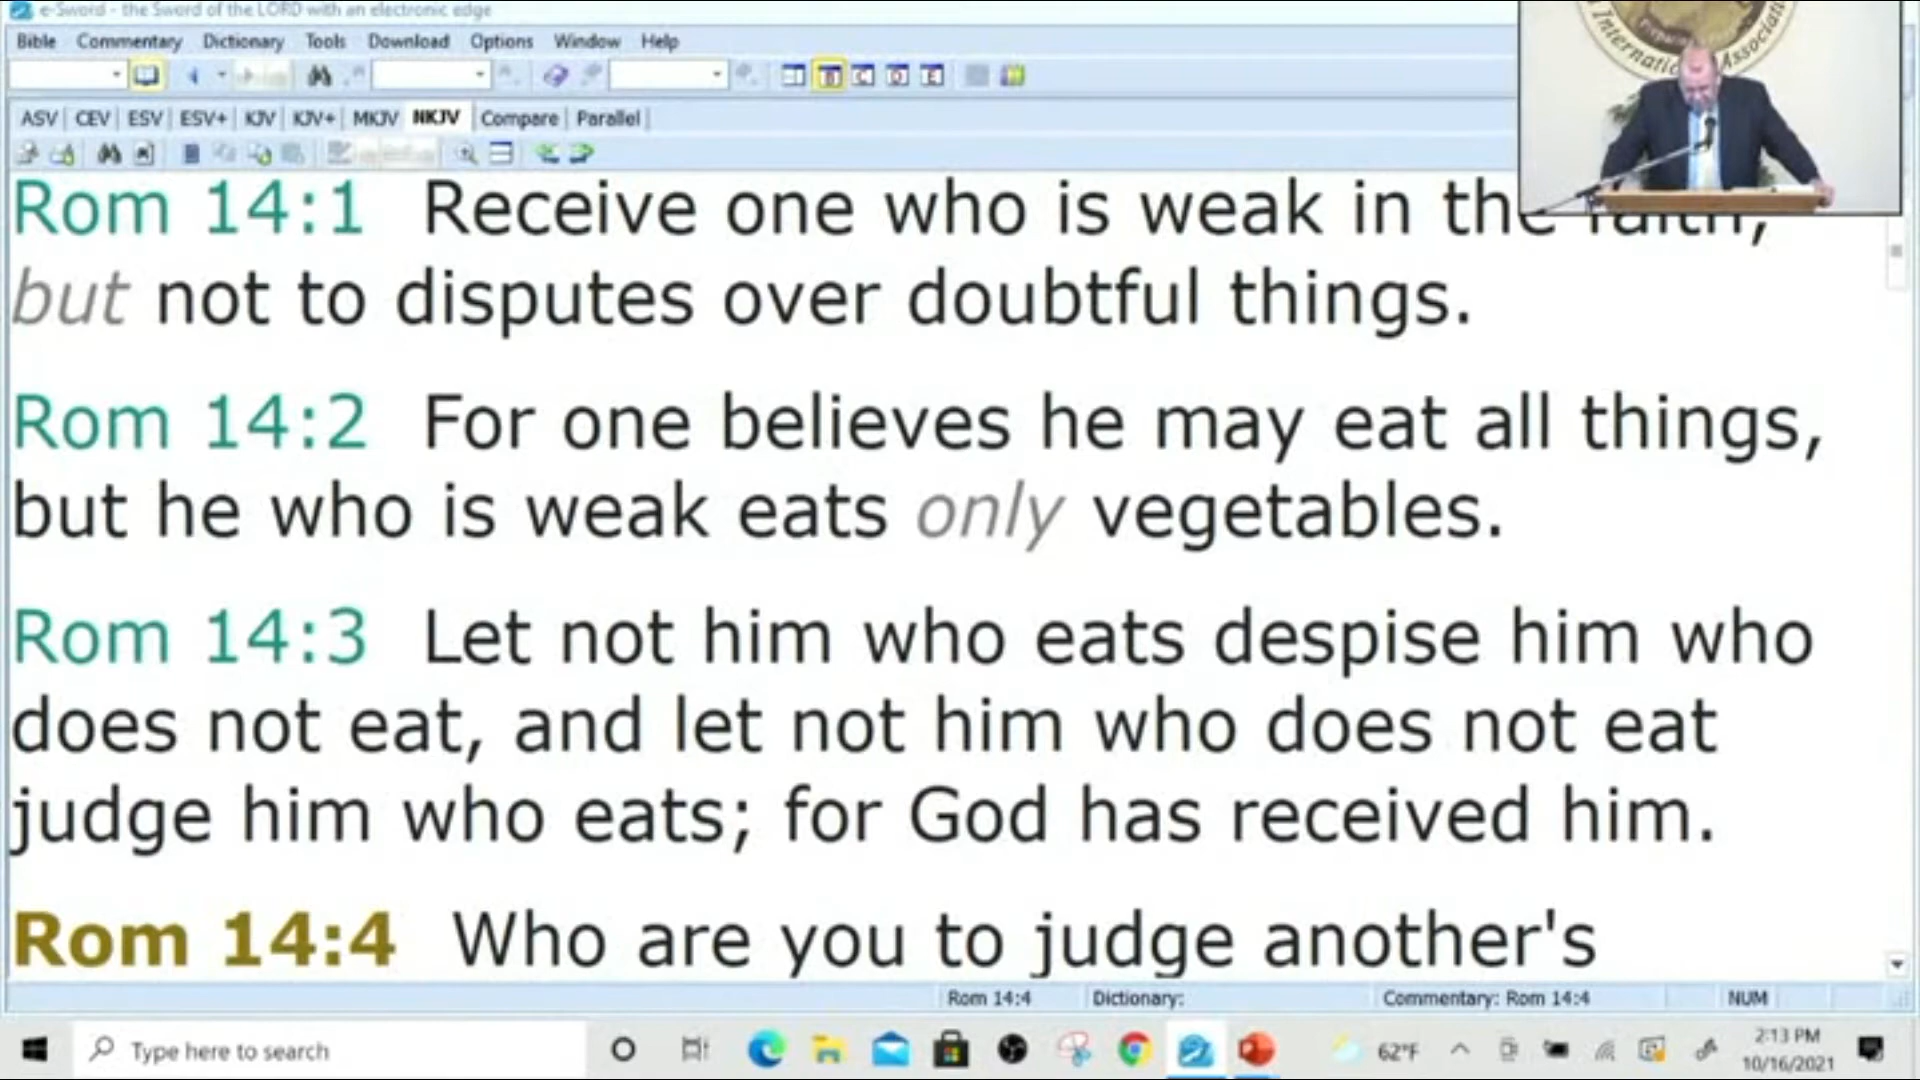 e-Sword - the Sword of the LORD with an electronic edge
Bible Commentary Dictionary Tools Download Options Window Help
ASV CEV ESV ESV+ KJV KJV+ MKJV NKJV Compare Parallel
International Association
Rom 14:1 Receive one who is weak in the faith,
but not to disputes over doubtful things.
Rom 14:2 For one believes he may eat all things,
but he who is weak eats only vegetables.
Rom 14:3 Let not him who eats despise him who
does not eat, and let not him who does not eat
judge him who eats; for God has received him.
Rom 14:4 Who are you to judge another's
Rom 14:4 Dictionary: Commentary: Rom 14:4 NUM
Type here to search
62°F
2:13 PM
10/16/2021